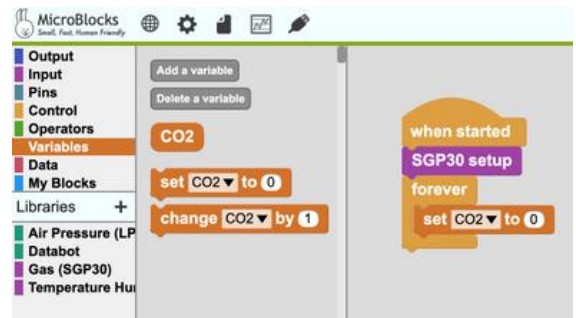 MicroBlocks
Small, Fast, Human Friendly
Output
Input
Pins
Control
Operators
Variables
Data
My Blocks
Libraries +
Air Pressure (LP
Databot
Gas (SGP30)
Temperature Hu
Add a variable
Delete a variable
CO2
set CO2 to 0
change CO2 by 1
when started
SGP30 setup
forever
set CO2 to 0